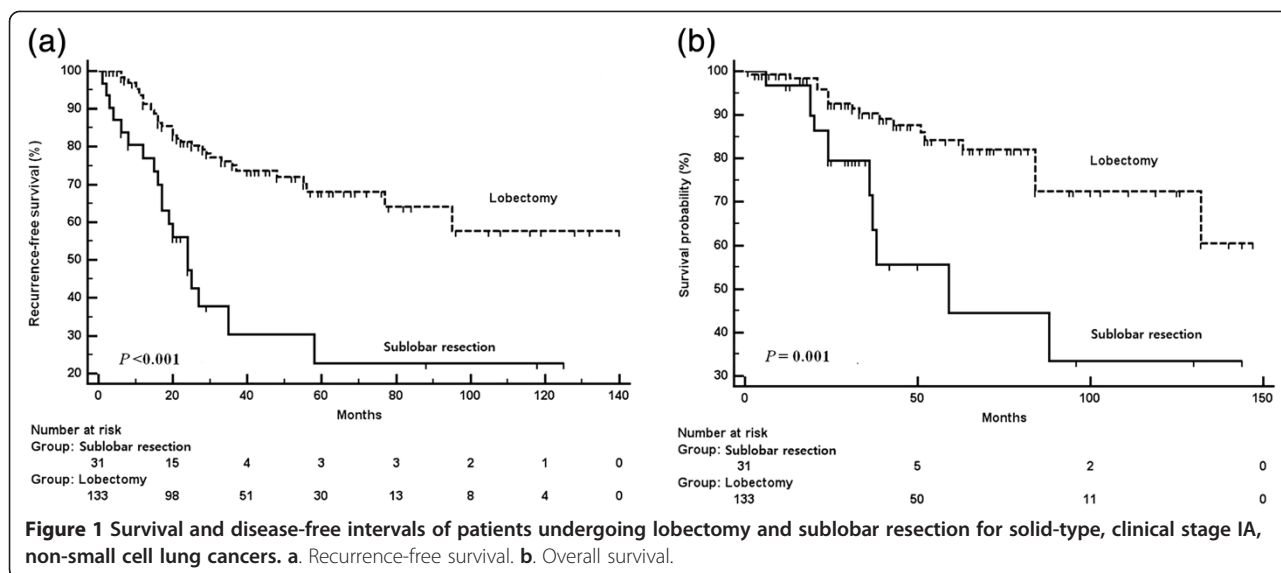 (a)
100
90
80
70
60
50
40
30
20
Recurrence-free survival (%)
Lobectomy
Sublobar resection
P <0.001
0 20 40 60 80 100 120 140
Months
Number at risk
Group: Sublobar resection
31 15 4 3 3 2 1 0
Group: Lobectomy
133 98 51 30 13 8 4 0
(b)
100
90
80
70
60
50
40
30
Survival probability (%)
Lobectomy
Sublobar resection
P = 0.001
0 50 100 150
Months
Number at risk
Group: Sublobar resection
31 5 2 0
Group: Lobectomy
133 50 11 0
Figure 1 Survival and disease-free intervals of patients undergoing lobectomy and sublobar resection for solid-type, clinical stage IA,
non-small cell lung cancers. a. Recurrence-free survival. b. Overall survival.